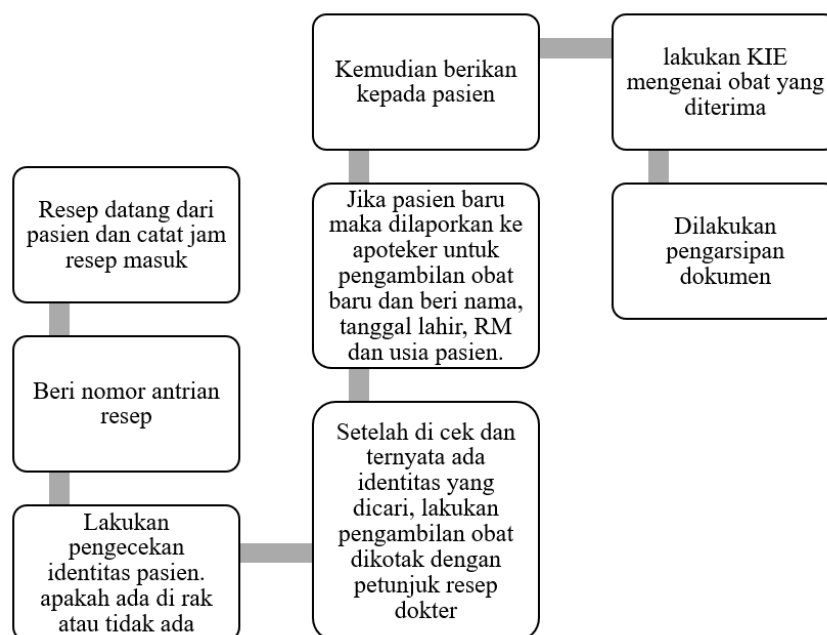 Resep datang dari
pasien dan catat jam
resep masuk
Beri nomor antrian
resep
Lakukan
pengecekan
identitas pasien.
apakah ada di rak
atau tidak ada
Setelah di cek dan
ternyata ada
identitas yang
dicari, lakukan
pengambilan obat
dikotak dengan
petunjuk resep
dokter
Jika pasien baru
maka dilaporkan ke
apoteker untuk
pengambilan obat
baru dan beri nama,
tanggal lahir, RM
dan usia pasien.
Kemudian berikan
kepada pasien
lakukan KIE
mengenai obat yang
diterima
Dilakukan
pengarsipan
dokumen